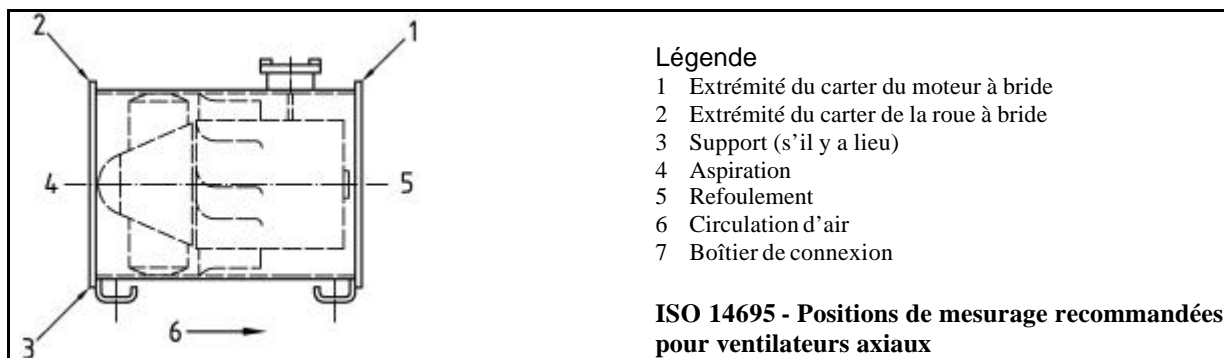 2
1
4
5
6
3
Légende
1 Extrémité du carter du moteur à bride
2 Extrémité du carter de la roue à bride
3 Support (s’il y a lieu)
4 Aspiration
5 Refoulement
6 Circulation d’air
7 Boîtier de connexion
ISO 14695 - Positions de mesurage recommandées
pour ventilateurs axiaux